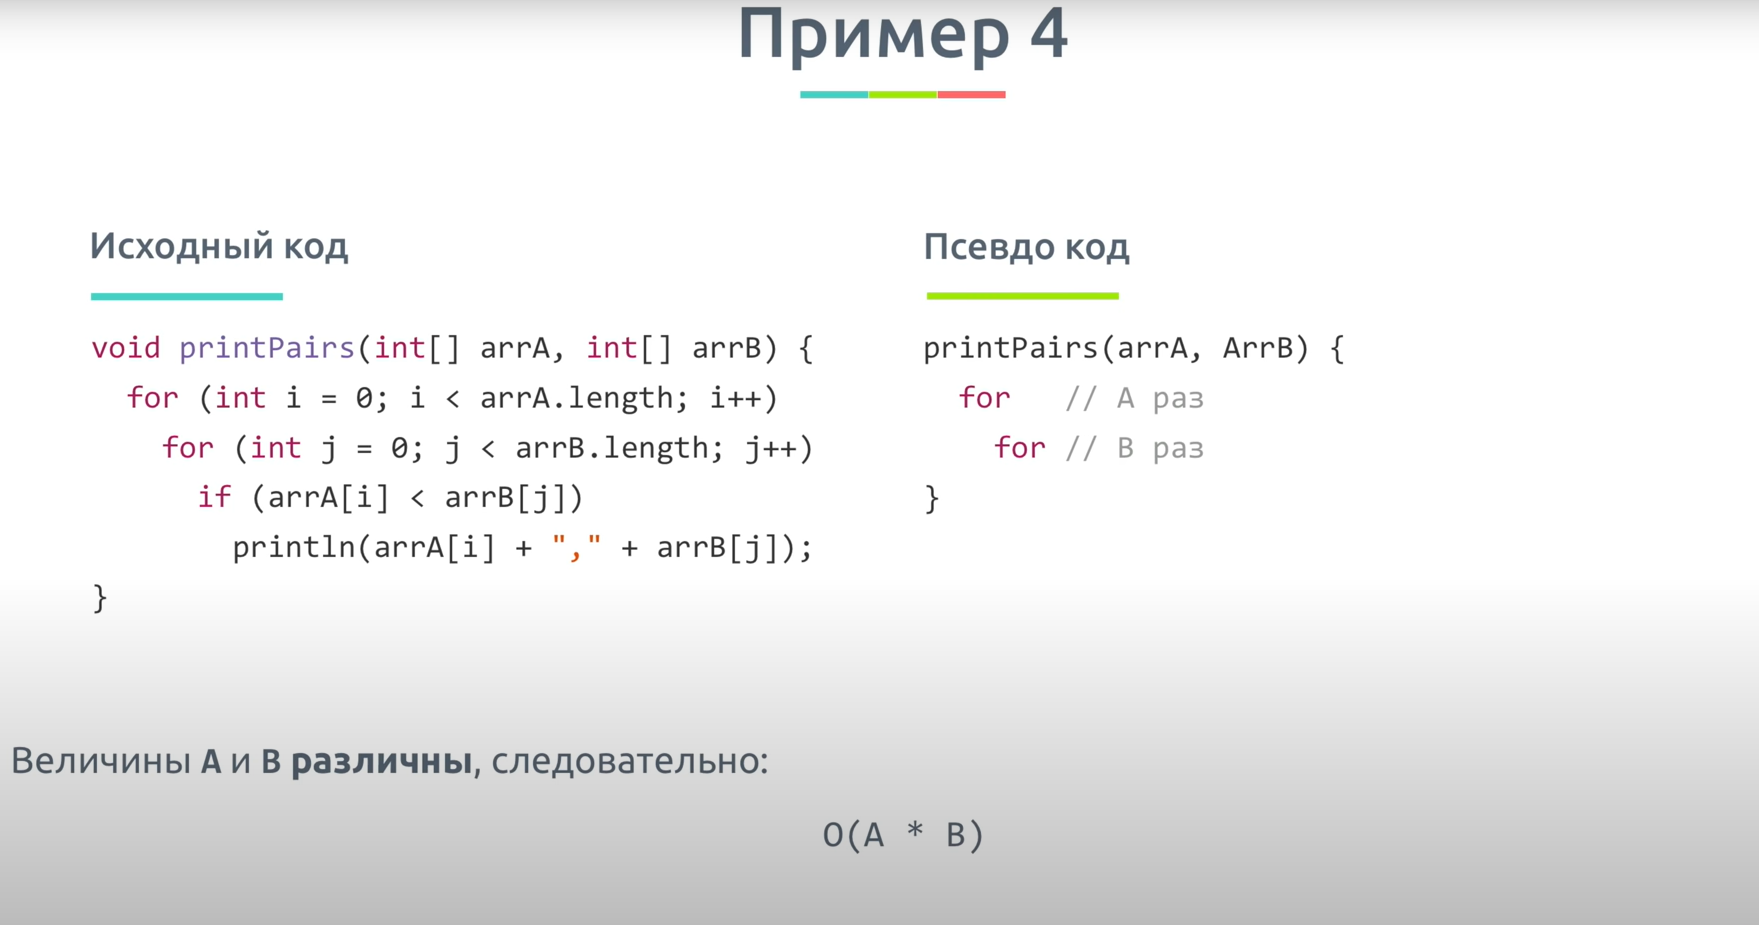 Пример 4
Исходный код
void printPairs(int[] arrA, int[] arrB) {
for (int i = 0; i < arrA.length; i++)
for (int j = 0; j < arrB.length; j++)
if (arrA[i] < arrB[j])
println(arrA[i] + "," + arrB[j]);
}
Псевдо код
printPairs(arrA, ArrB) {
for // A раз
for // B раз
}
Величины A и B различны, следовательно:
O(A * B)